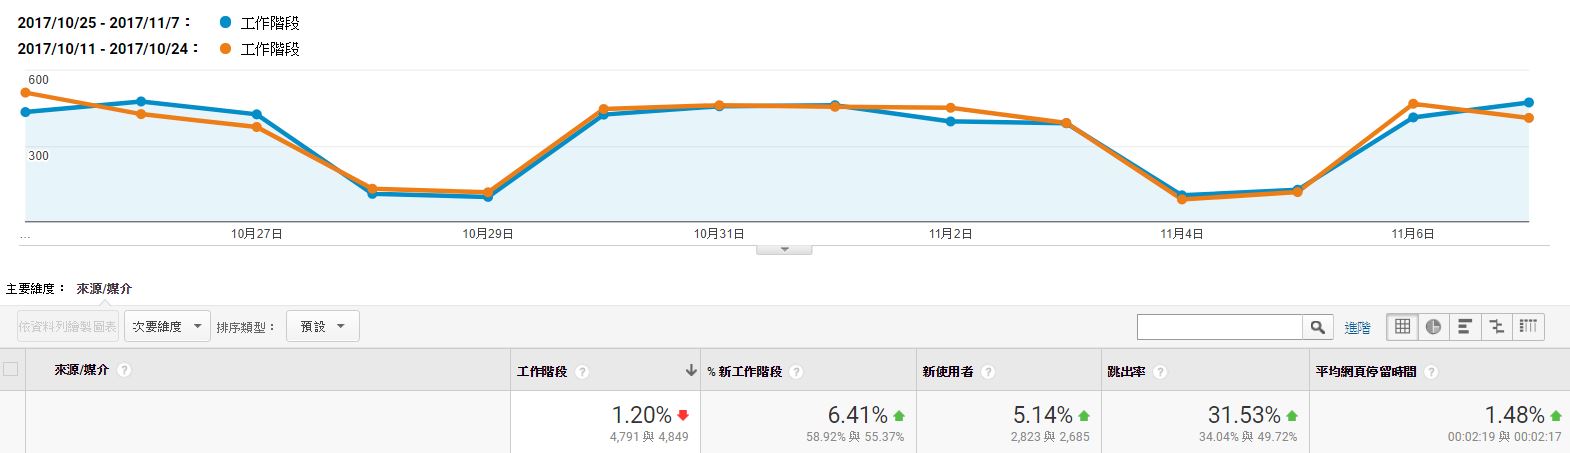 2017/10/25 - 2017/11/7： 工作階段
2017/10/11 - 2017/10/24： 工作階段
600
300
... 10月27日 10月29日 10月31日 11月2日 11月4日 11月6日
主要維度： 來源/媒介
依資料列繪製圖表 次要維度 排序類型： 預設 進階
來源/媒介 ? 工作階段 ? % 新工作階段 ? 新使用者 ? 跳出率 ? 平均網頁停留時間 ?
1.20% 6.41% 5.14% 31.53% 1.48%
4,791 與 4,849 58.92% 與 55.37% 2,823 與 2,685 34.04% 與 49.72% 00:02:19 與 00:02:17